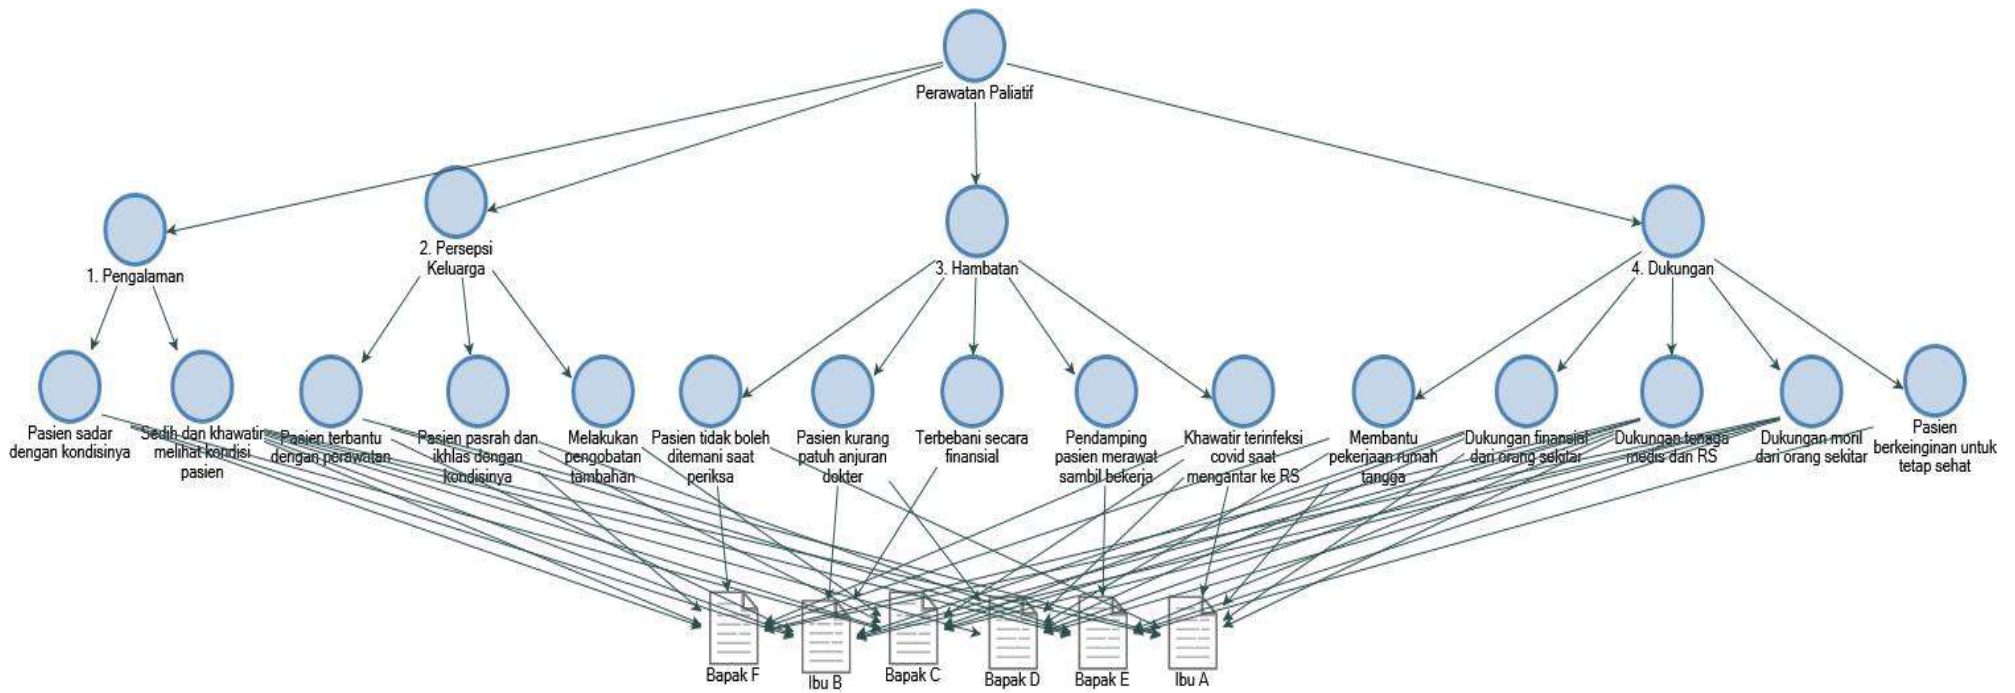 Perawatan Paliatif
1. Pengalaman
2. Persepsi
Keluarga
3. Hambatan
4. Dukungan
Pasien sadar
dengan kondisinya
Sedih dan khawatir
melihat kondisi
pasien
Pasien terbantu
dengan perawatan
Pasien pasrah dan
ikhlas dengan
kondisinya
Melakukan
pengobatan
tambahan
Pasien tidak boleh
ditemani saat
periksa
Pasien kurang
patuh anjuran
dokter
Terbebani secara
finansial
Pendamping
pasien merawat
sambil bekerja
Khawatir terinfeksi
covid saat
mengantar ke RS
Membantu
pekerjaan rumah
tangga
Dukungan finansial
dari orang sekitar
Dukungan tenaga
medis dan RS
Dukungan moril
dari orang sekitar
Pasien
berkeinginan untuk
tetap sehat
Bapak F
Ibu B
Bapak C
Bapak D
Bapak E
Ibu A